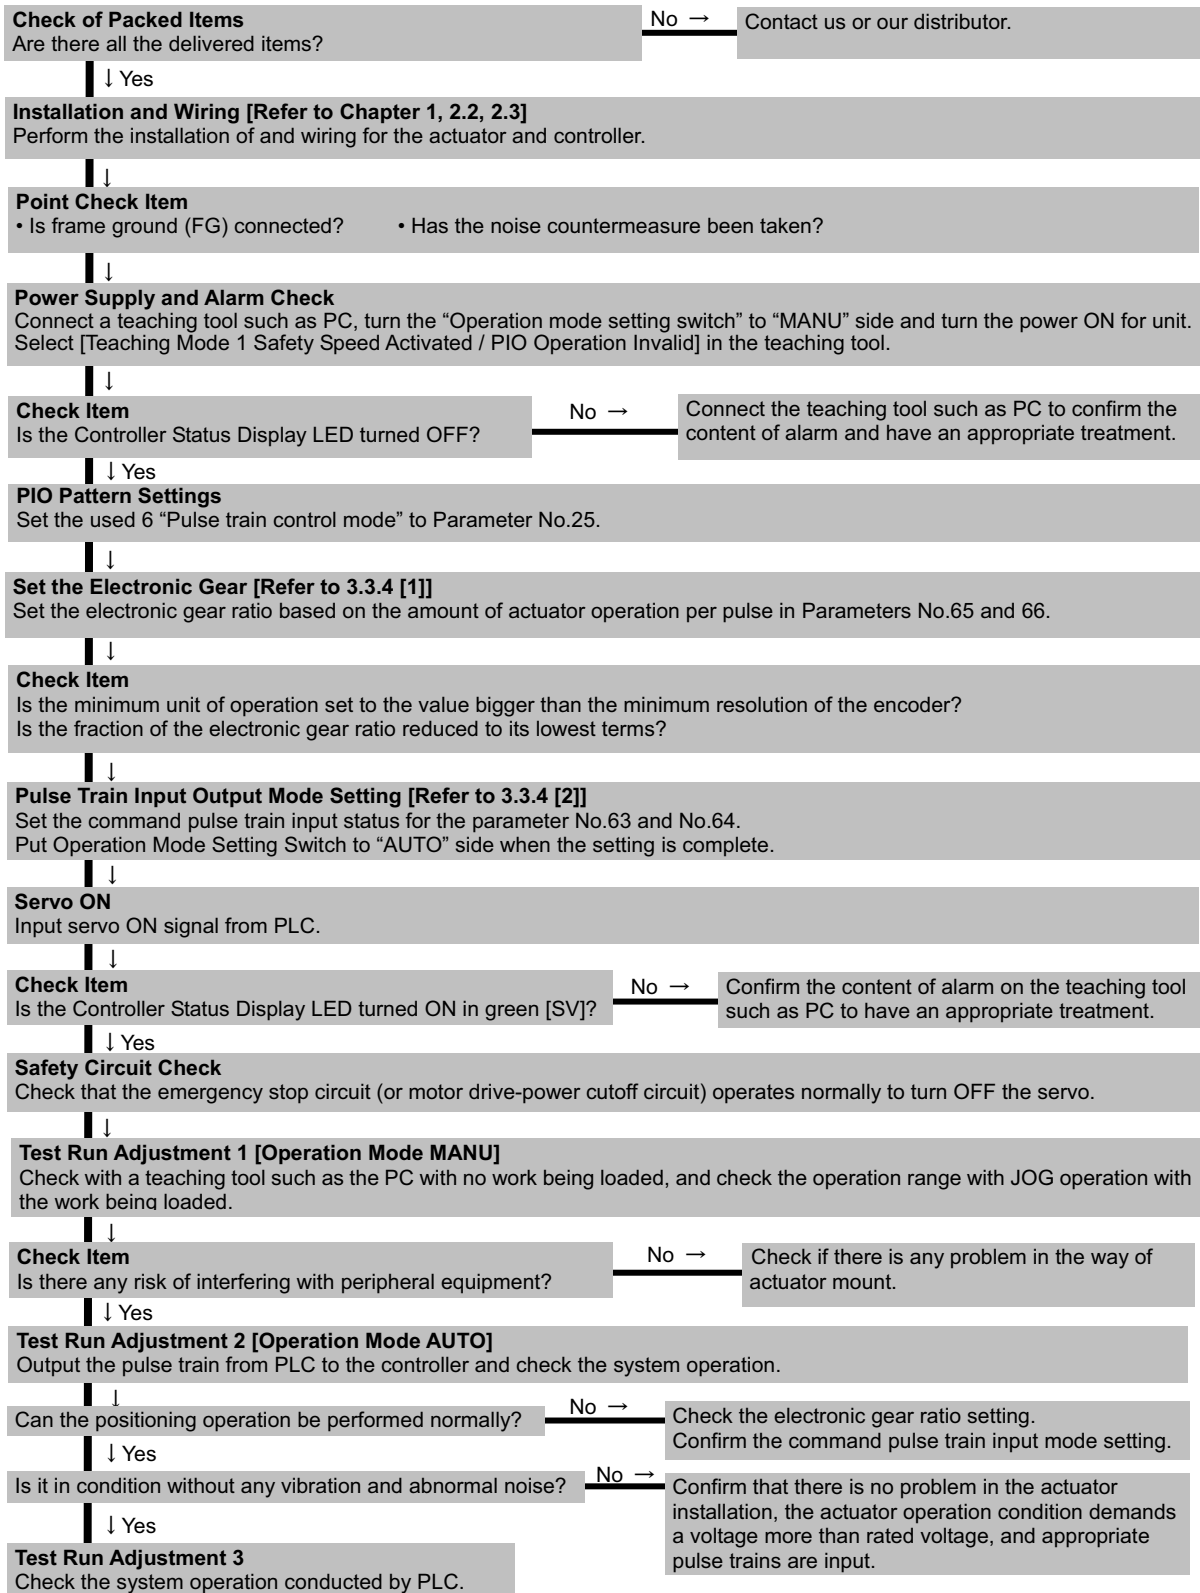 Check of Packed Items
Are there all the delivered items?
No →
Contact us or our distributor.
↓ Yes
Installation and Wiring [Refer to Chapter 1, 2.2, 2.3]
Perform the installation of and wiring for the actuator and controller.
↓
Point Check Item
• Is frame ground (FG) connected? • Has the noise countermeasure been taken?
↓
Power Supply and Alarm Check
Connect a teaching tool such as PC, turn the “Operation mode setting switch” to “MANU” side and turn the power ON for unit.
Select [Teaching Mode 1 Safety Speed Activated / PIO Operation Invalid] in the teaching tool.
↓
Check Item
Is the Controller Status Display LED turned OFF?
No →
Connect the teaching tool such as PC to confirm the
content of alarm and have an appropriate treatment.
↓ Yes
PIO Pattern Settings
Set the used 6 “Pulse train control mode” to Parameter No.25.
↓
Set the Electronic Gear [Refer to 3.3.4 [1]]
Set the electronic gear ratio based on the amount of actuator operation per pulse in Parameters No.65 and 66.
↓
Check Item
Is the minimum unit of operation set to the value bigger than the minimum resolution of the encoder?
Is the fraction of the electronic gear ratio reduced to its lowest terms?
↓
Pulse Train Input Output Mode Setting [Refer to 3.3.4 [2]]
Set the command pulse train input status for the parameter No.63 and No.64.
Put Operation Mode Setting Switch to “AUTO” side when the setting is complete.
↓
Servo ON
Input servo ON signal from PLC.
↓
Check Item
Is the Controller Status Display LED turned ON in green [SV]?
No →
Confirm the content of alarm on the teaching tool
such as PC to have an appropriate treatment.
↓ Yes
Safety Circuit Check
Check that the emergency stop circuit (or motor drive-power cutoff circuit) operates normally to turn OFF the servo.
↓
Test Run Adjustment 1 [Operation Mode MANU]
Check with a teaching tool such as the PC with no work being loaded, and check the operation range with JOG operation with
the work being loaded.
↓
Check Item
Is there any risk of interfering with peripheral equipment?
No →
Check if there is any problem in the way of
actuator mount.
↓ Yes
Test Run Adjustment 2 [Operation Mode AUTO]
Output the pulse train from PLC to the controller and check the system operation.
↓
Can the positioning operation be performed normally?
No →
Check the electronic gear ratio setting.
Confirm the command pulse train input mode setting.
↓ Yes
Is it in condition without any vibration and abnormal noise?
No →
Confirm that there is no problem in the actuator
installation, the actuator operation condition demands
a voltage more than rated voltage, and appropriate
pulse trains are input.
↓ Yes
Test Run Adjustment 3
Check the system operation conducted by PLC.